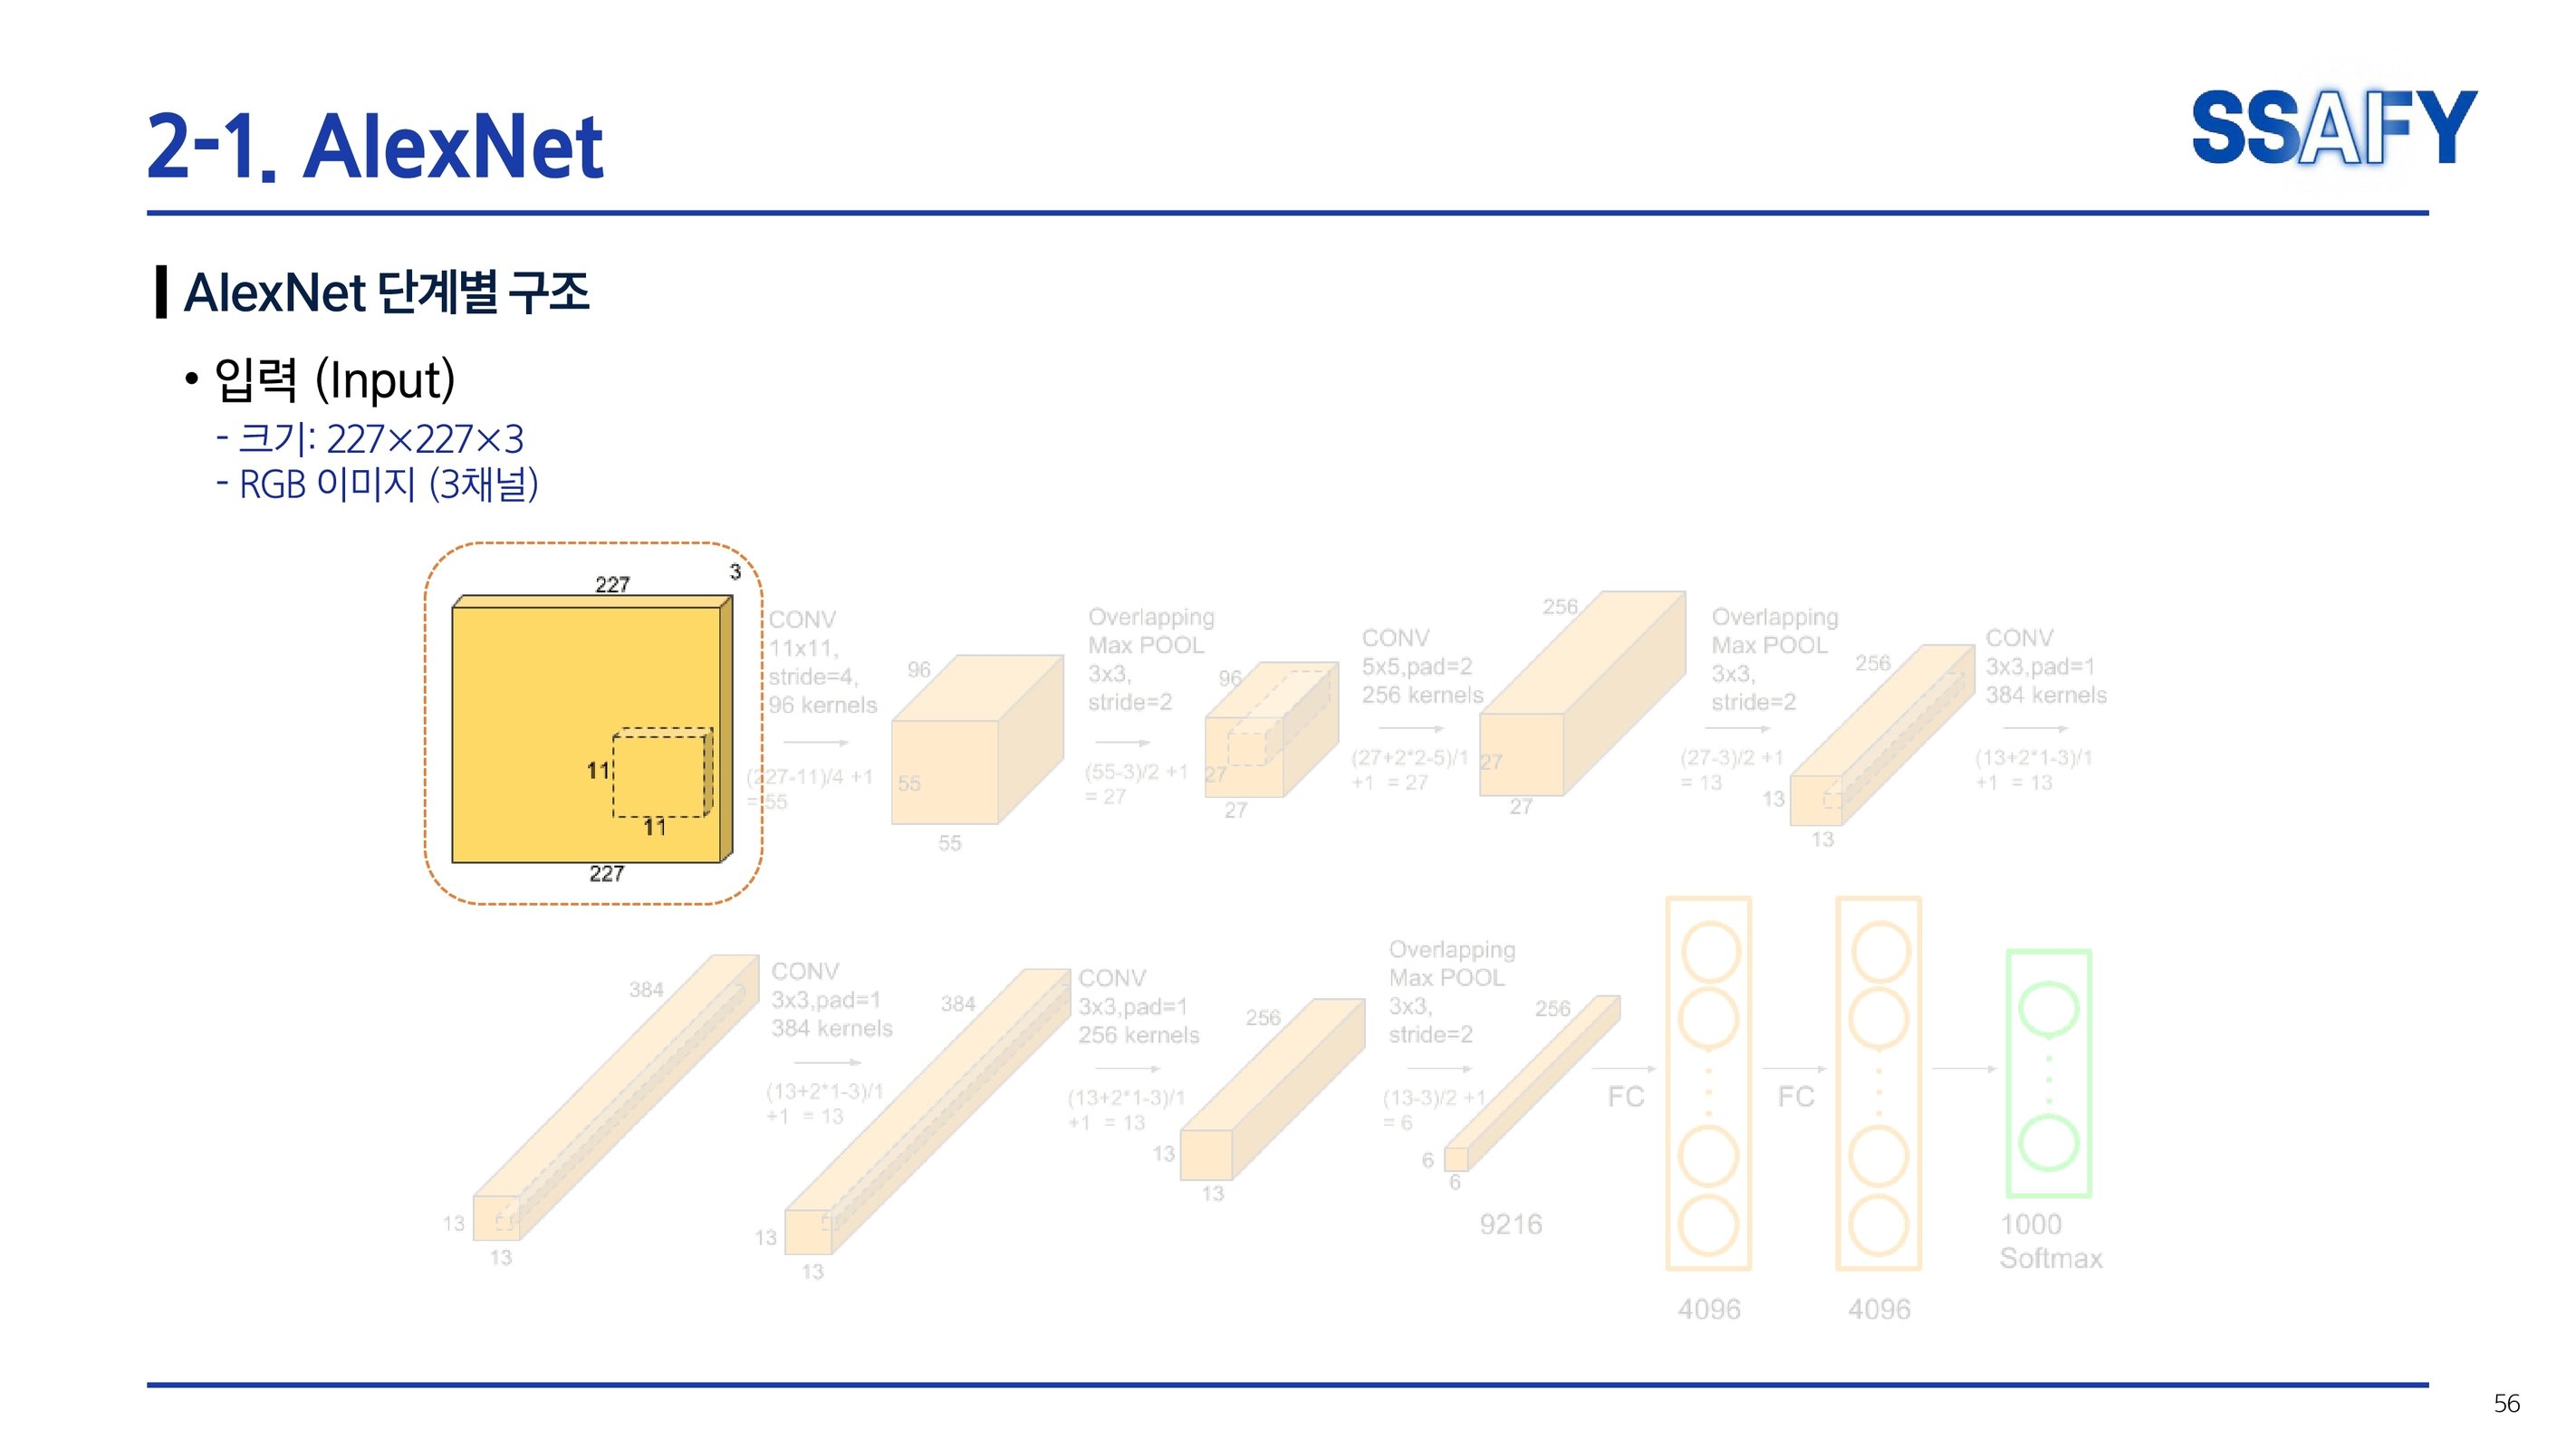 2-1. AlexNet
SSAFY
AlexNet 단계별 구조
• 입력 (Input)
- 크기: 227×227×3
- RGB 이미지 (3채널)
227
3
11
11
227
CONV
11x11,
stride=4,
96 kernels
(227-11)/4 +1
= 55
96
55
55
Overlapping
Max POOL
3x3,
stride=2
(55-3)/2 +1
= 27
96
27
27
CONV
5x5,pad=2
256 kernels
(27+2*2-5)/1
+1 = 27
256
27
27
Overlapping
Max POOL
3x3,
stride=2
(27-3)/2 +1
= 13
256
13
13
CONV
3x3,pad=1
384 kernels
(13+2*1-3)/1
+1 = 13
384
13
13
CONV
3x3,pad=1
384 kernels
(13+2*1-3)/1
+1 = 13
384
13
13
CONV
3x3,pad=1
256 kernels
(13+2*1-3)/1
+1 = 13
256
13
13
Overlapping
Max POOL
3x3,
stride=2
(13-3)/2 +1
= 6
256
6
6
9216
FC
4096
FC
4096
1000
Softmax
56